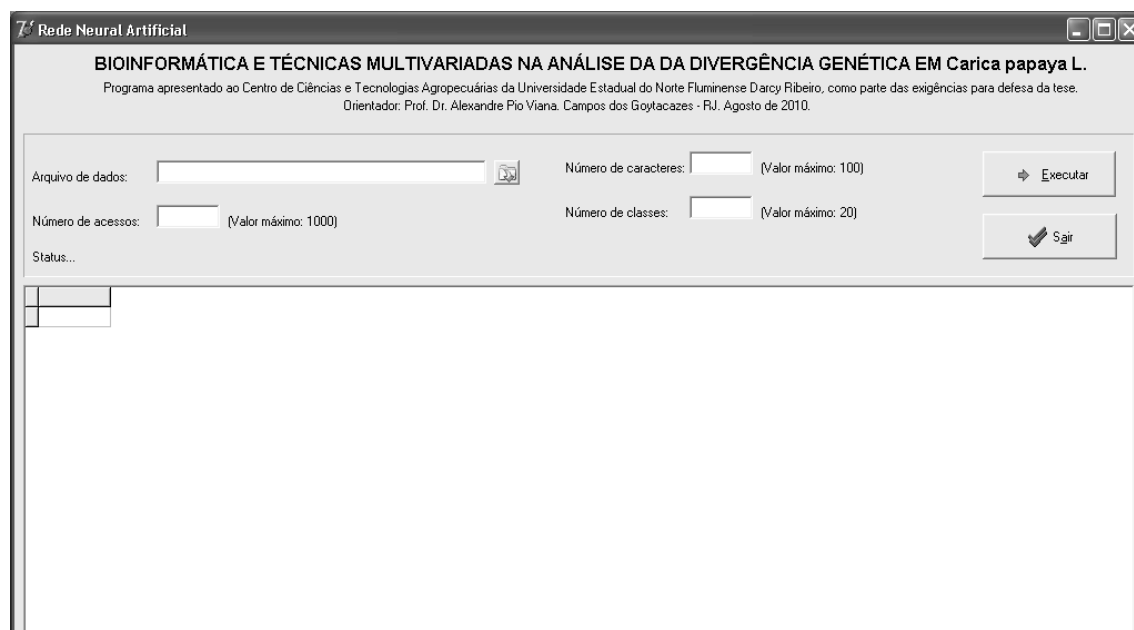 Rede Neural Artificial
BIOINFORMÁTICA E TÉCNICAS MULTIVARIADAS NA ANÁLISE DA DA DIVERGÊNCIA GENÉTICA EM Carica papaya L.
Programa apresentado ao Centro de Ciências e Tecnologias Agropecuárias da Universidade Estadual do Norte Fluminense Darcy Ribeiro, como parte das exigências para defesa da tese.
Orientador: Prof. Dr. Alexandre Pio Viana. Campos dos Goytacazes - RJ. Agosto de 2010.
Arquivo de dados:
Número de caracteres: (Valor máximo: 100)
Executar
Número de acessos: (Valor máximo: 1000)
Número de classes: (Valor máximo: 20)
Sair
Status...